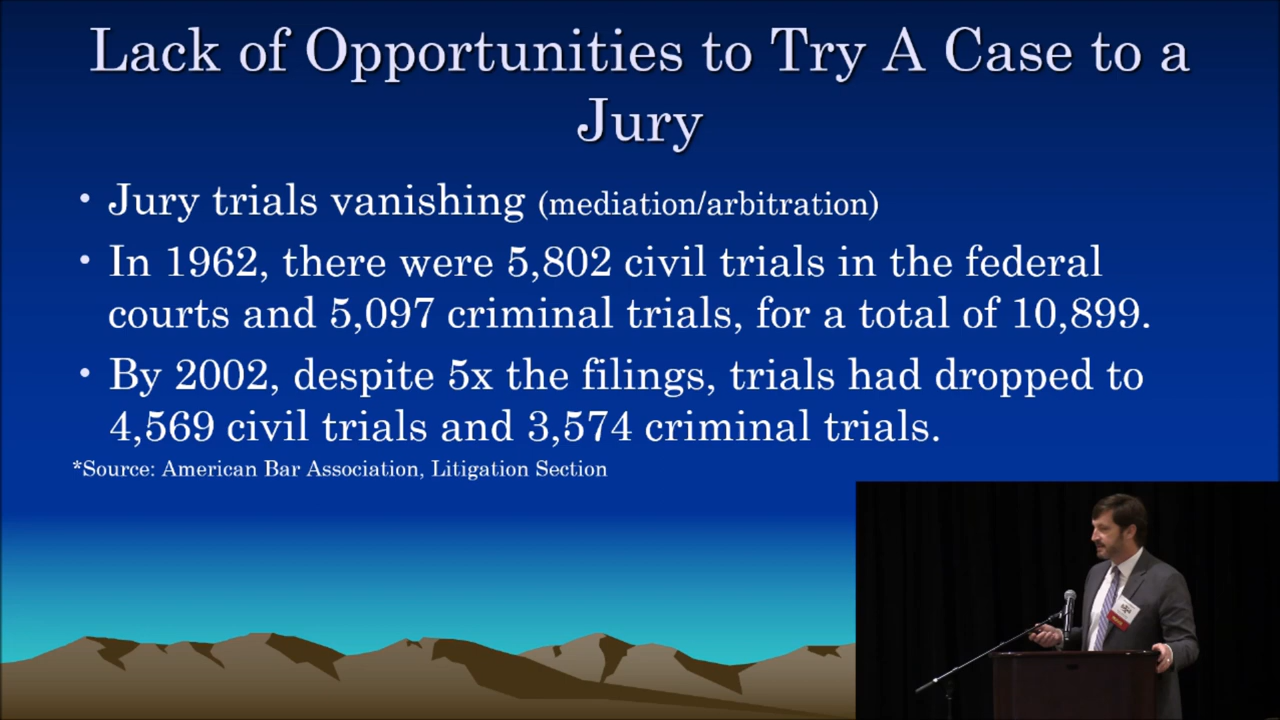 Lack of Opportunities to Try A Case to a
Jury
• Jury trials vanishing (mediation/arbitration)
• In 1962, there were 5,802 civil trials in the federal
courts and 5,097 criminal trials, for a total of 10,899.
• By 2002, despite 5x the filings, trials had dropped to
4,569 civil trials and 3,574 criminal trials.
*Source: American Bar Association, Litigation Section